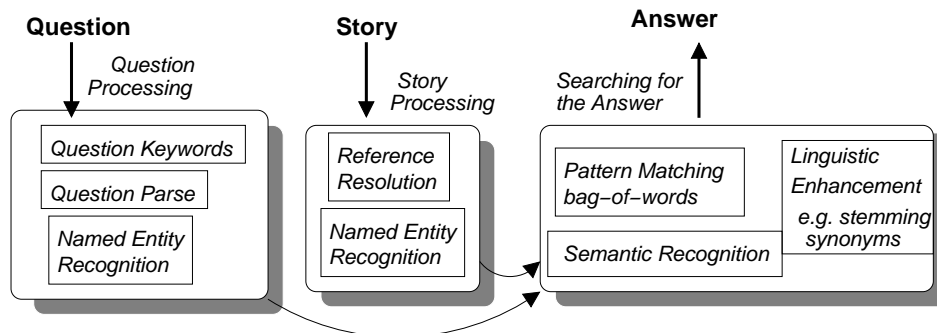 Question
Question
Processing
Question Keywords
Question Parse
Named Entity
Recognition
Story
Story
Processing
Reference
Resolution
Named Entity
Recognition
Answer
Searching for
the Answer
Pattern Matching
bag−of−words
Semantic Recognition
Linguistic
Enhancement
e.g. stemming
synonyms